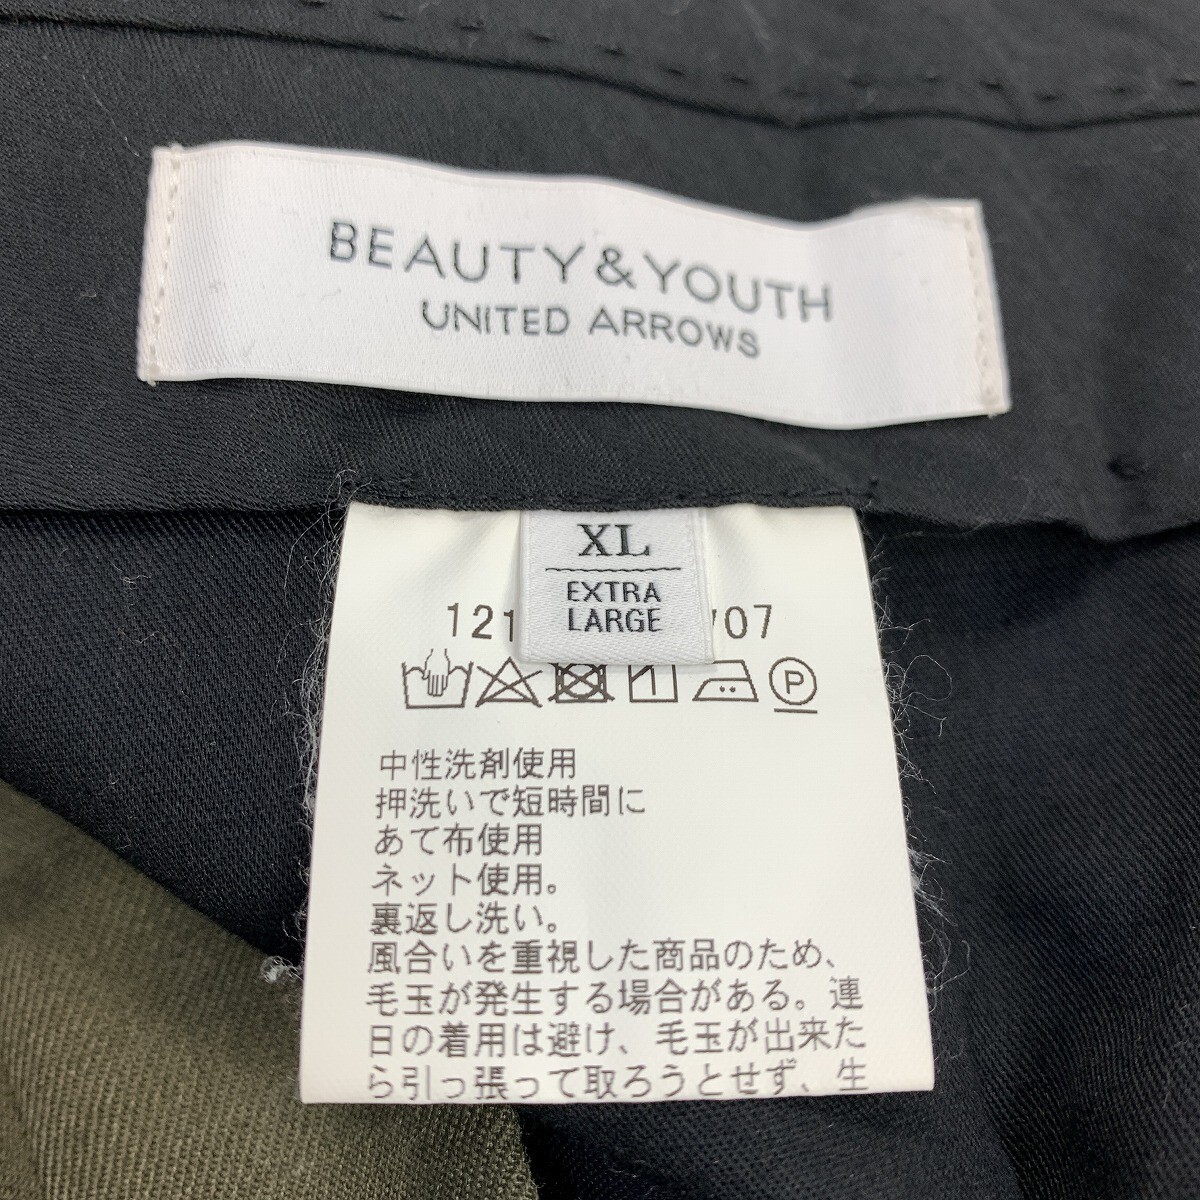 BEAUTY&YOUTH
UNITED ARROWS
XL
EXTRA
LARGE
121 /07
中性洗剤使用
押洗いで短時間に
あて布使用
ネット使用。
裏返し洗い。
風合いを重視した商品のため、
毛玉が発生する場合がある。連
日の着用は避け、毛玉が出来た
ら引っ張って取ろうとせず、生